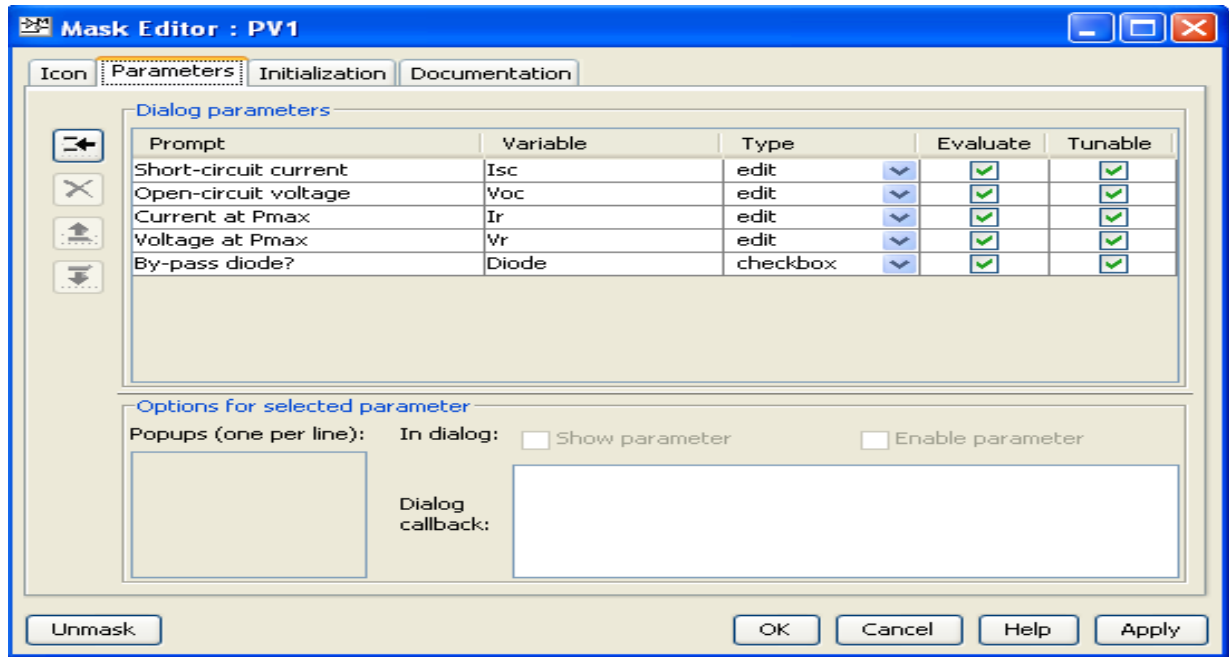 Mask Editor : PV1
Icon Parameters Initialization Documentation
Dialog parameters
Prompt Variable Type Evaluate Tunable
Short-circuit current Isc edit
Open-circuit voltage Voc edit
Current at Pmax Ir edit
Voltage at Pmax Vr edit
By-pass diode? Diode checkbox
Options for selected parameter
Popups (one per line): In dialog: Show parameter Enable parameter
Dialog
callback:
Unmask OK Cancel Help Apply